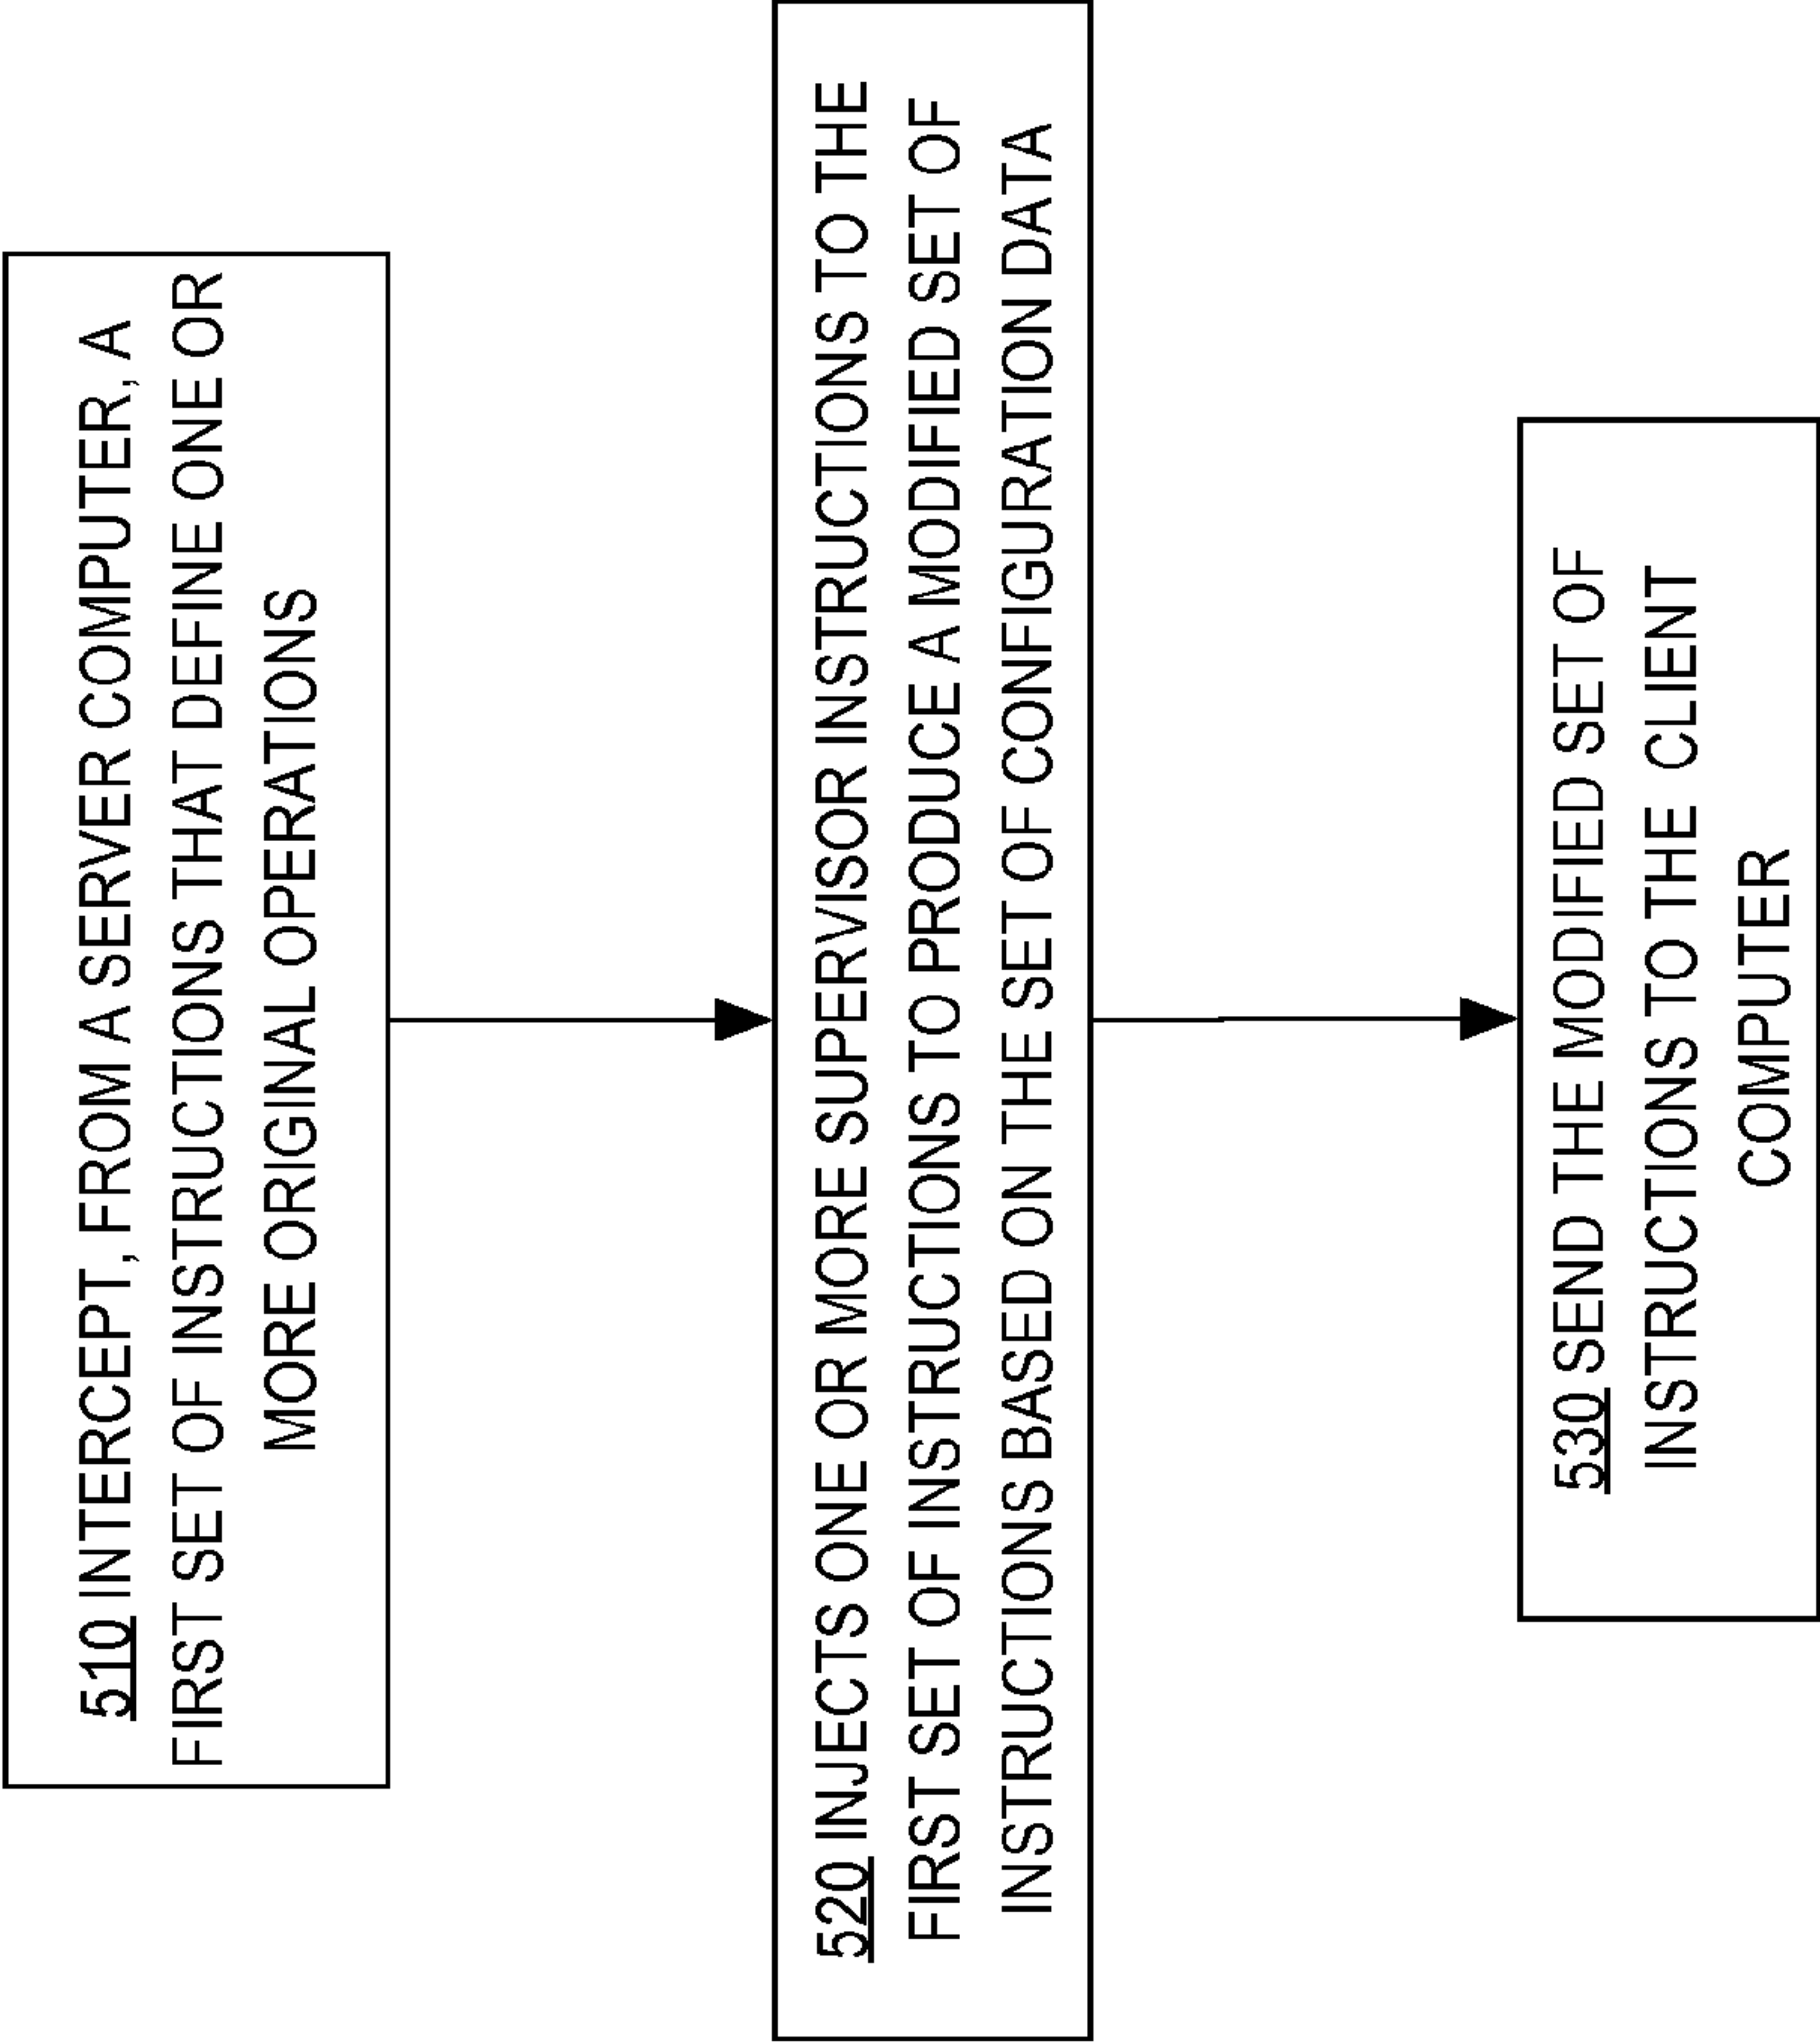 510 INTERCEPT, FROM A SERVER COMPUTER, A
FIRST SET OF INSTRUCTIONS THAT DEFINE ONE OR
MORE ORIGINAL OPERATIONS
520 INJECTS ONE OR MORE SUPERVISOR INSTRUCTIONS TO THE
FIRST SET OF INSTRUCTIONS TO PRODUCE A MODIFIED SET OF
INSTRUCTIONS BASED ON THE SET OF CONFIGURATION DATA
530 SEND THE MODIFIED SET OF
INSTRUCTIONS TO THE CLIENT
COMPUTER